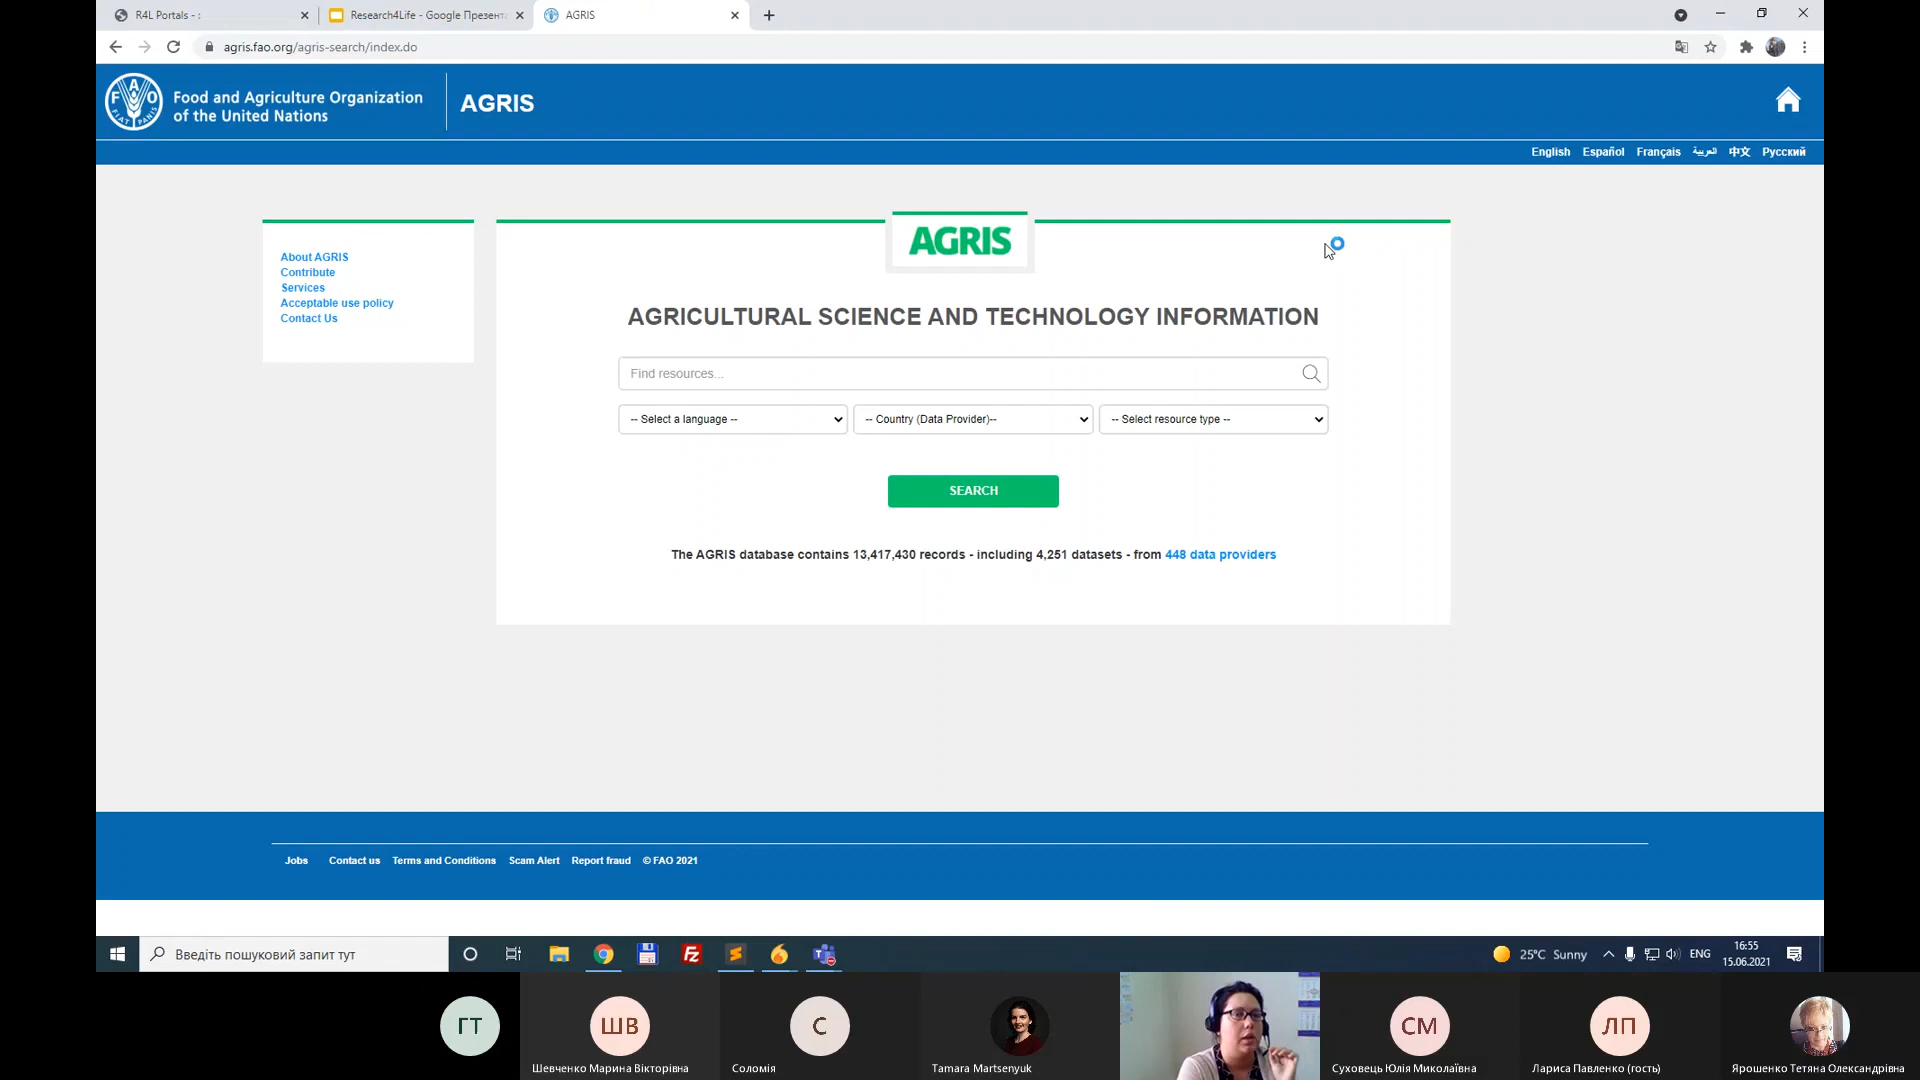 R4L Portals - :
Research4Life - Google Презента
AGRIS
agris.fao.org/agris-search/index.do
Food and Agriculture Organization
of the United Nations
AGRIS
English Español Français العربية 中文 Русский
About AGRIS
Contribute
Services
Acceptable use policy
Contact Us
AGRIS
AGRICULTURAL SCIENCE AND TECHNOLOGY INFORMATION
Find resources...
-- Select a language --
-- Country (Data Provider)--
-- Select resource type --
SEARCH
The AGRIS database contains 13,417,430 records - including 4,251 datasets - from 448 data providers
Jobs Contact us Terms and Conditions Scam Alert Report fraud © FAO 2021
Введіть пошуковий запит тут
25°C Sunny
ENG
16:55
15.06.2021
ГТ
ШВ
С
СМ
ЛП
Шевченко Марина Вікторівна
Соломія
Tamara Martsenyuk
Суховець Юлія Миколаївна
Лариса Павленко (гость)
Ярошенко Тетяна Олександрівна